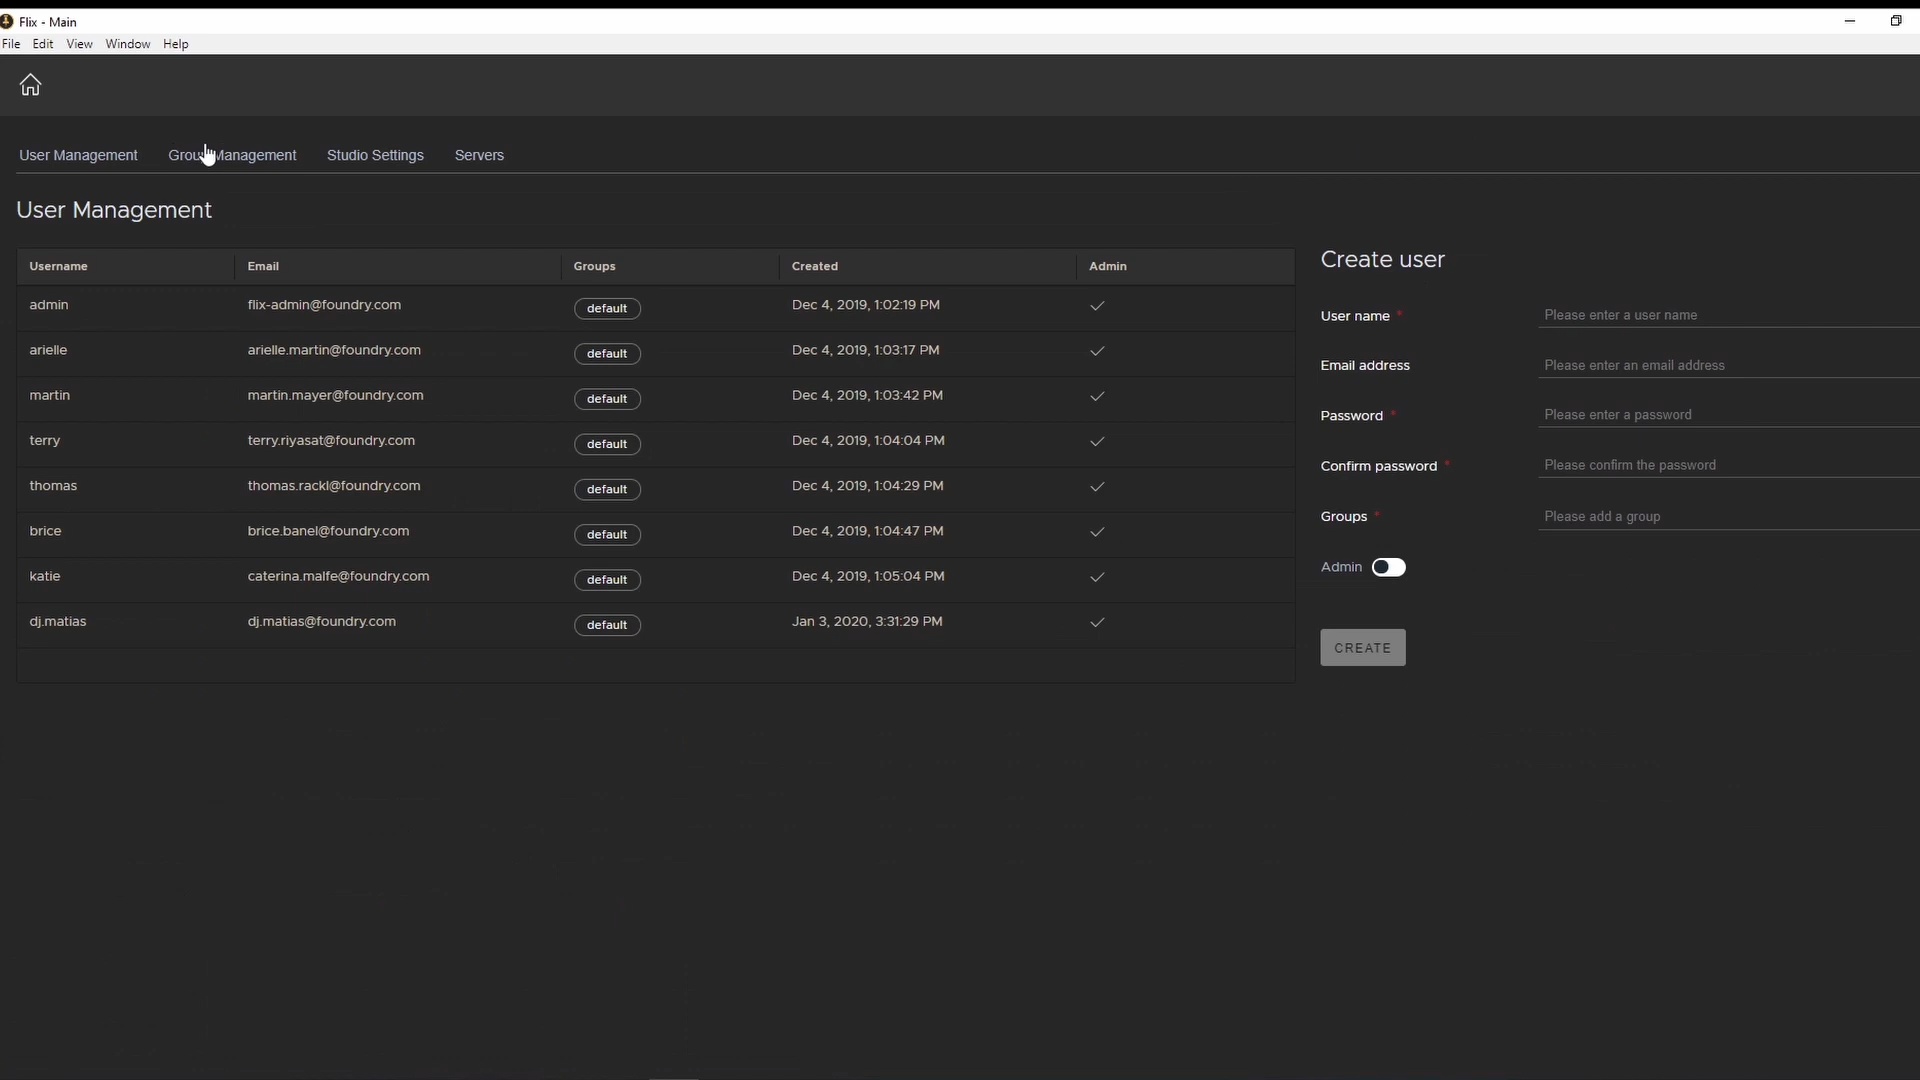 Flix - Main
File Edit View Window Help
User Management Group Management Studio Settings Servers
User Management
Username Email Groups Created Admin
admin flix-admin@foundry.com default Dec 4, 2019, 1:02:19 PM
arielle arielle.martin@foundry.com default Dec 4, 2019, 1:03:17 PM
martin martin.mayer@foundry.com default Dec 4, 2019, 1:03:42 PM
terry terry.riyasat@foundry.com default Dec 4, 2019, 1:04:04 PM
thomas thomas.rackl@foundry.com default Dec 4, 2019, 1:04:29 PM
brice brice.banel@foundry.com default Dec 4, 2019, 1:04:47 PM
katie caterina.malfe@foundry.com default Dec 4, 2019, 1:05:04 PM
dj.matias dj.matias@foundry.com default Jan 3, 2020, 3:31:29 PM
Create user
User name * Please enter a user name
Email address Please enter an email address
Password * Please enter a password
Confirm password * Please confirm the password
Groups * Please add a group
Admin
CREATE